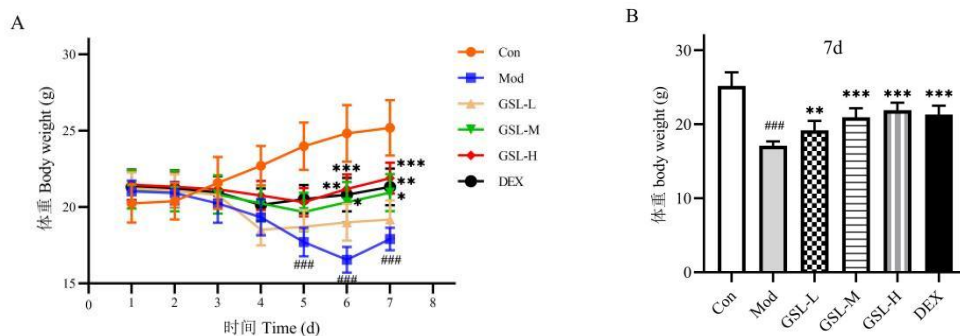 A
体重 Body weight (g)
30
25
20
15
0
1
2
3
4
5
6
7
8
时间 Time (d)
***
**
*
***
**
*
###
###
###
Con
Mod
GSL-L
GSL-M
GSL-H
DEX
B
7d
体重 body weight (g)
30
20
10
0
###
**
***
***
***
Con
Mod
GSL-L
GSL-M
GSL-H
DEX